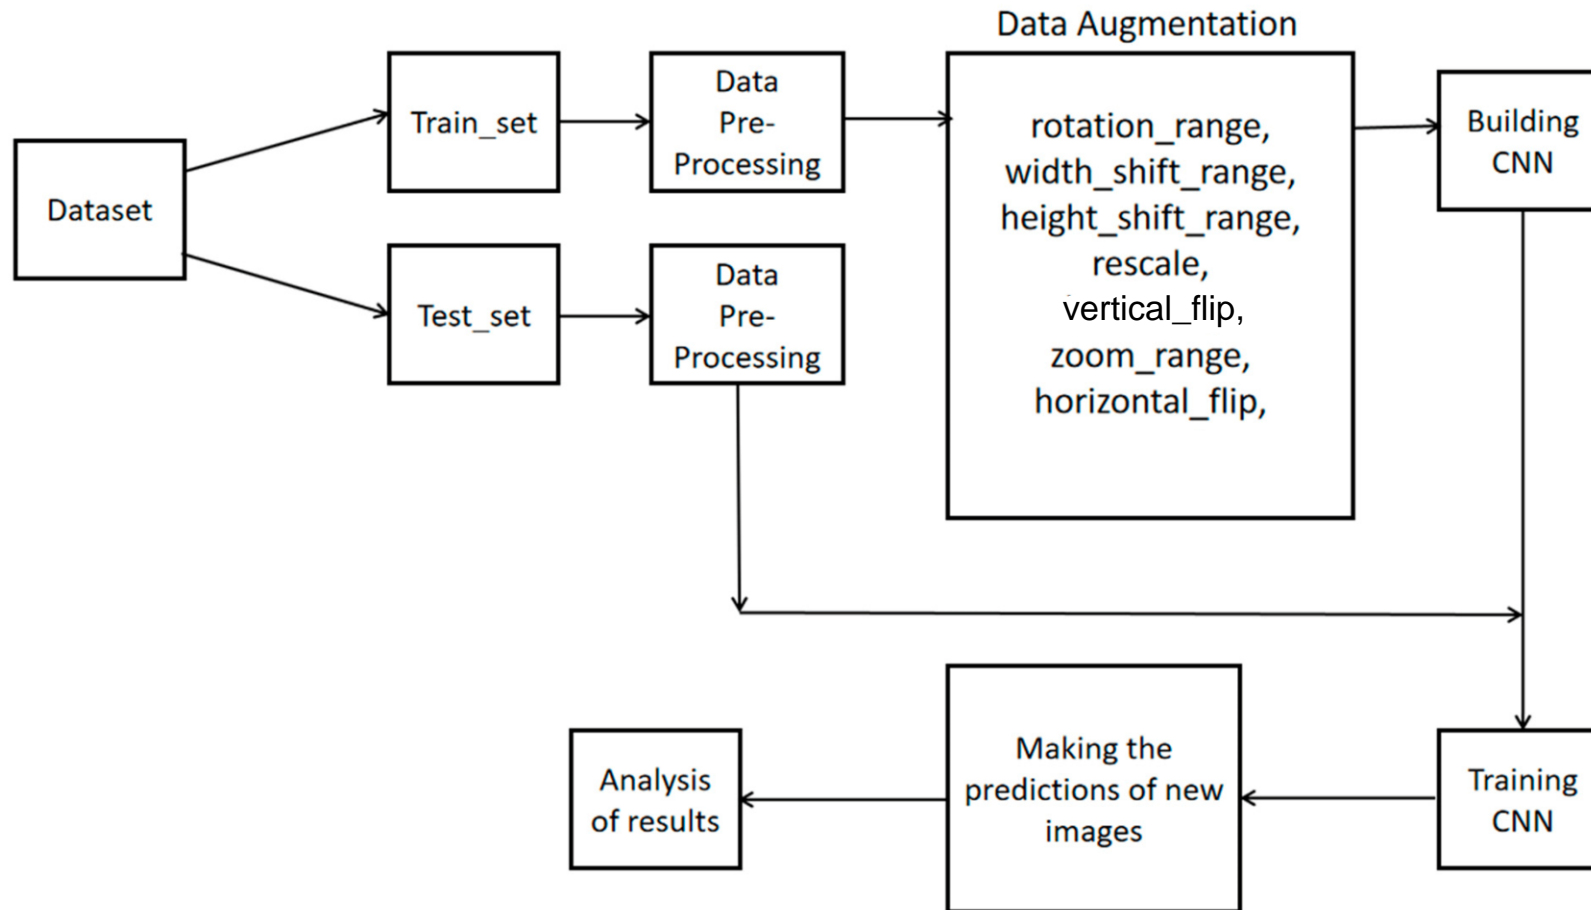 Data Augmentation
Dataset
Train_set
Data
Pre-
Processing
rotation_range,
width_shift_range,
height_shift_range,
rescale,
vertical_flip,
zoom_range,
horizontal_flip,
Building
CNN
Test_set
Data
Pre-
Processing
Training
CNN
Making the
predictions of new
images
Analysis
of results